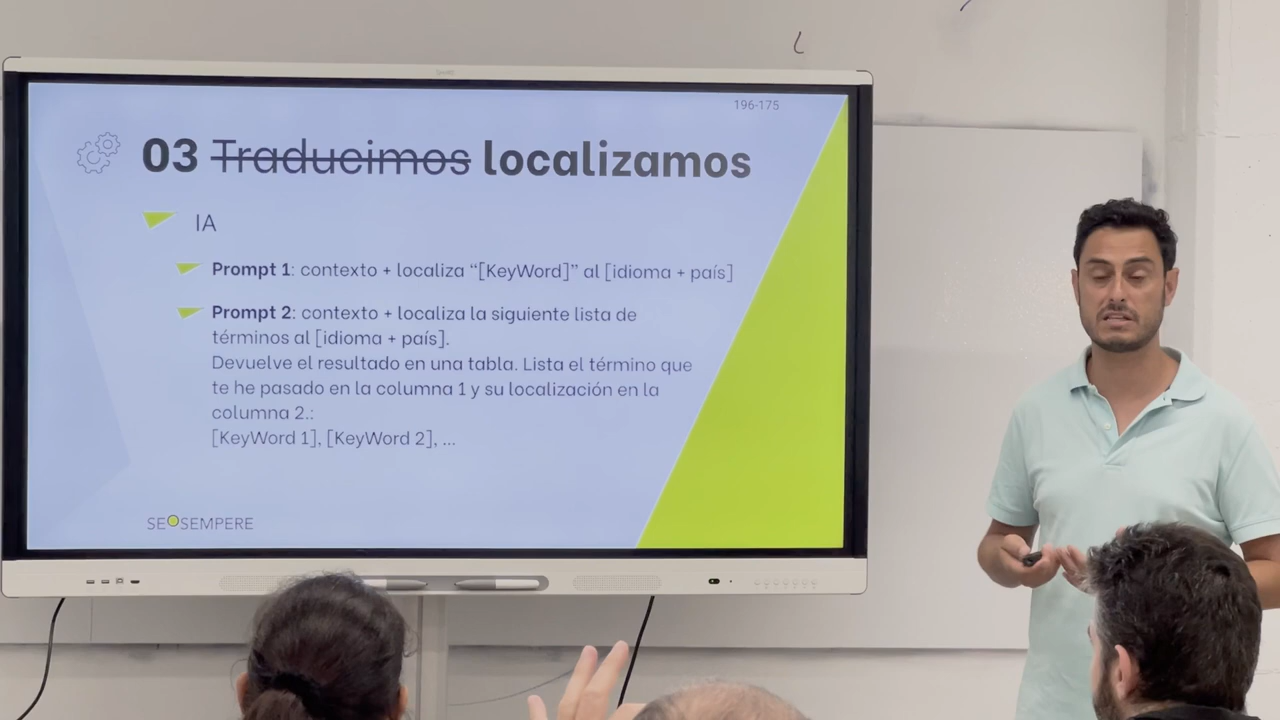 196-175
03 Traducimos localizamos
IA
Prompt 1: contexto + localiza “[KeyWord]” al [idioma + país]
Prompt 2: contexto + localiza la siguiente lista de
términos al [idioma + país].
Devuelve el resultado en una tabla. Lista el término que
te he pasado en la columna 1 y su localización en la
columna 2.:
[KeyWord 1], [KeyWord 2], ...
SEOSEMPERE